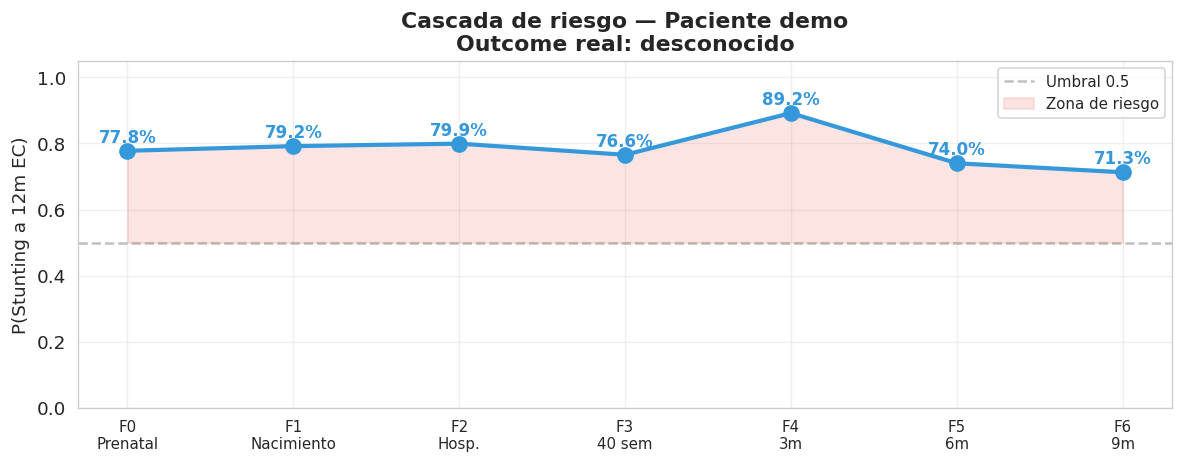 Cascada de riesgo — Paciente demo
Outcome real: desconocido
P(Stunting a 12m EC)
1.0
0.8
0.6
0.4
0.2
0.0
77.8%
79.2%
79.9%
76.6%
89.2%
74.0%
71.3%
Umbral 0.5
Zona de riesgo
F0
Prenatal
F1
Nacimiento
F2
Hosp.
F3
40 sem
F4
3m
F5
6m
F6
9m